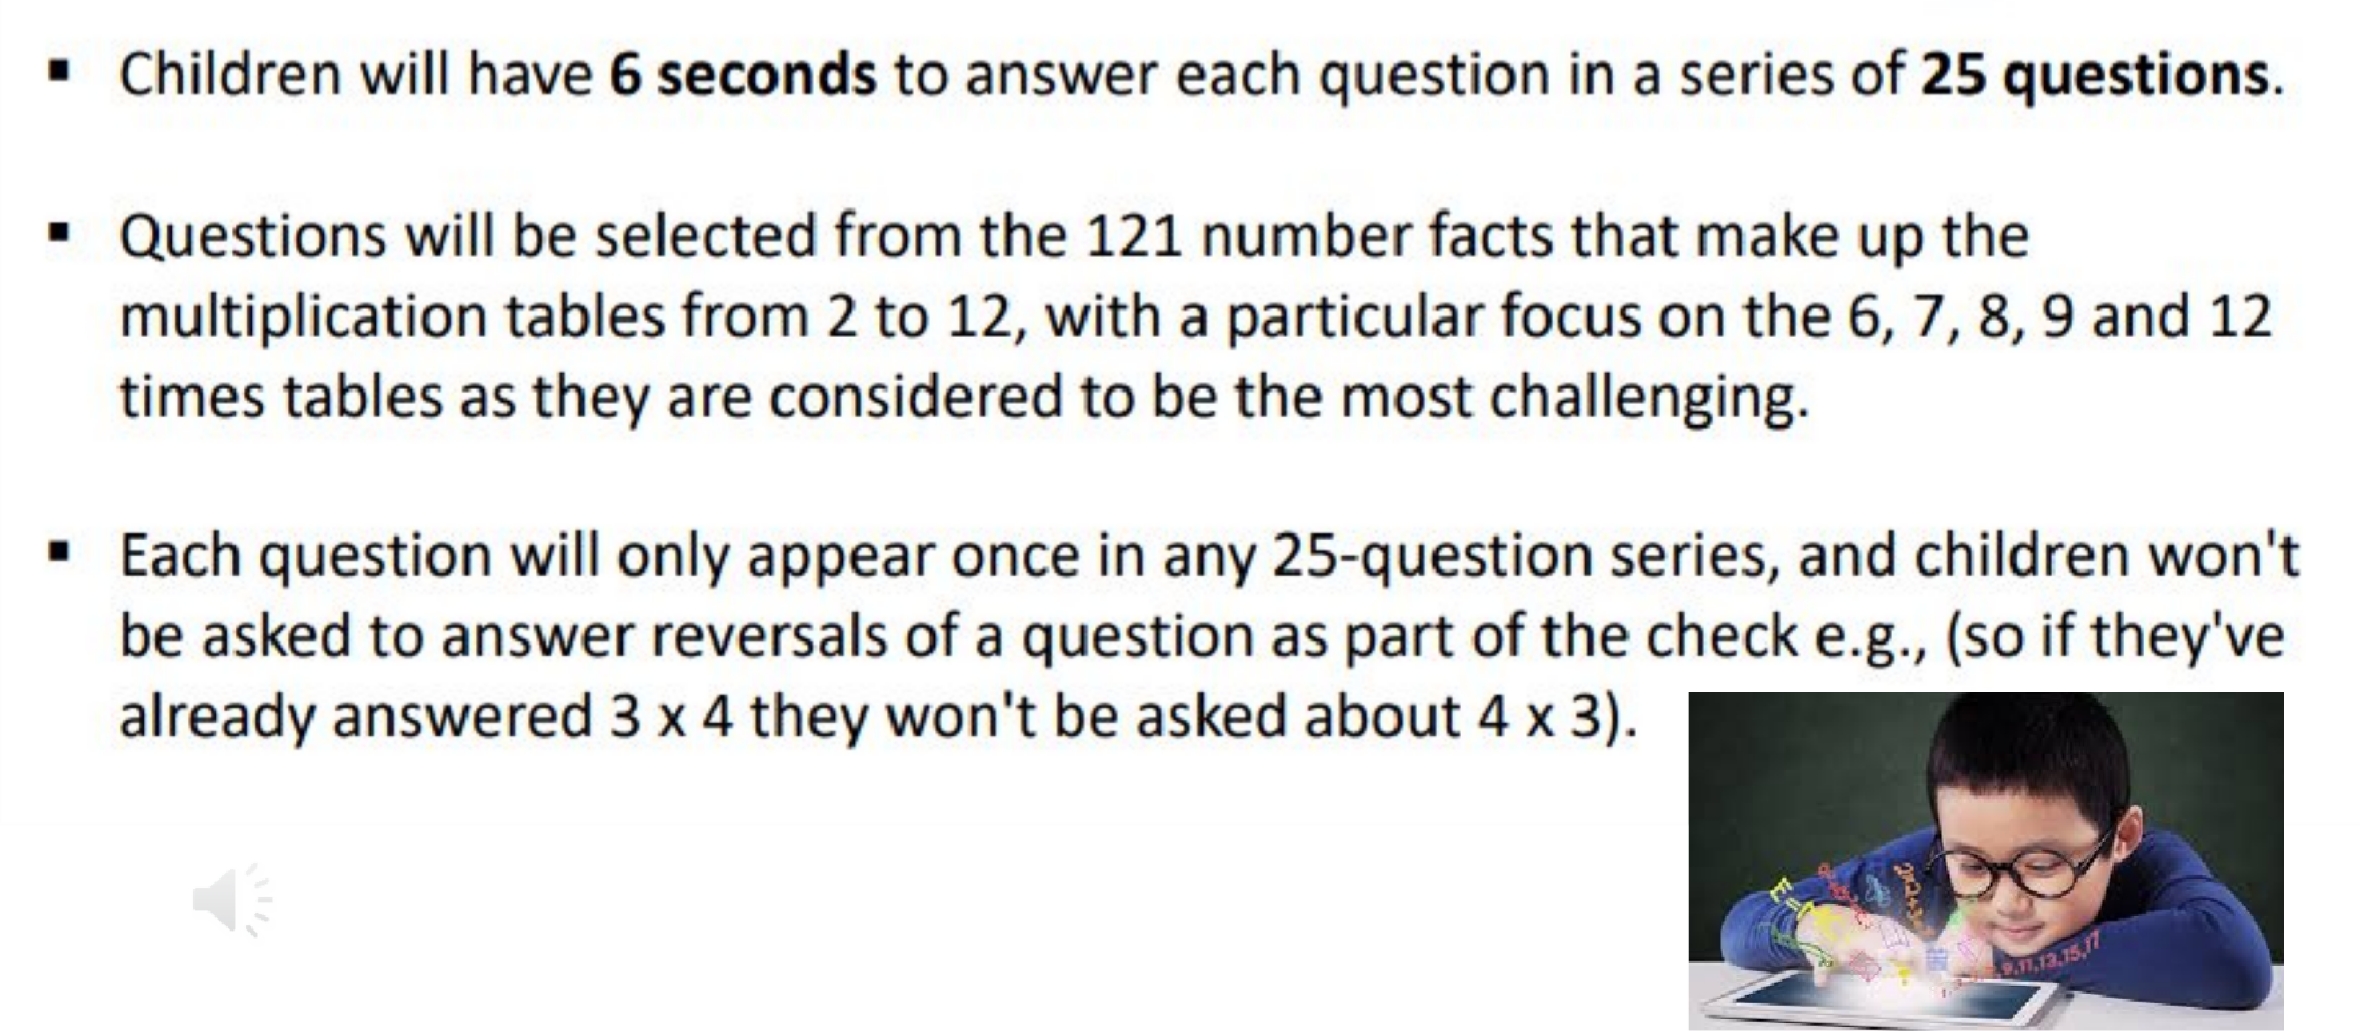 ▪ Children will have 6 seconds to answer each question in a series of 25 questions.
▪ Questions will be selected from the 121 number facts that make up the
multiplication tables from 2 to 12, with a particular focus on the 6, 7, 8, 9 and 12
times tables as they are considered to be the most challenging.
▪ Each question will only appear once in any 25-question series, and children won't
be asked to answer reversals of a question as part of the check e.g., (so if they've
already answered 3 x 4 they won't be asked about 4 x 3).
9,11,13,15,17